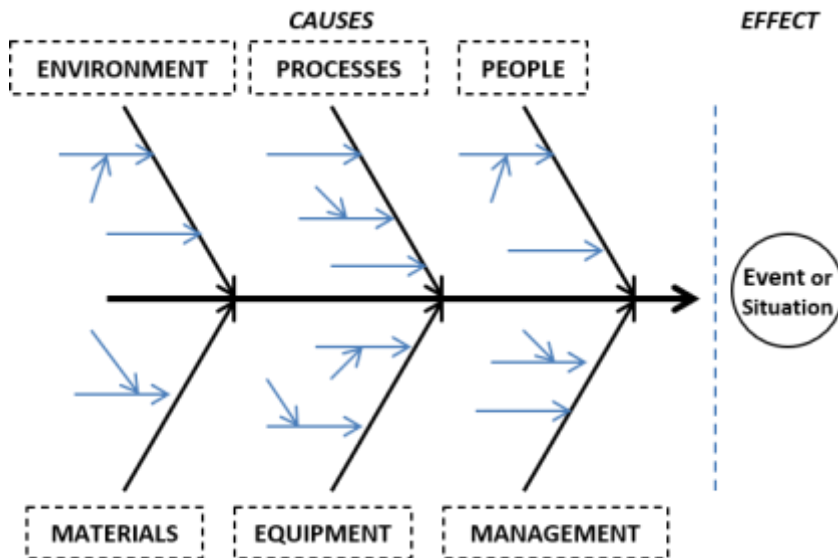 CAUSES
EFFECT
ENVIRONMENT
PROCESSES
PEOPLE
Event or
Situation
MATERIALS
EQUIPMENT
MANAGEMENT